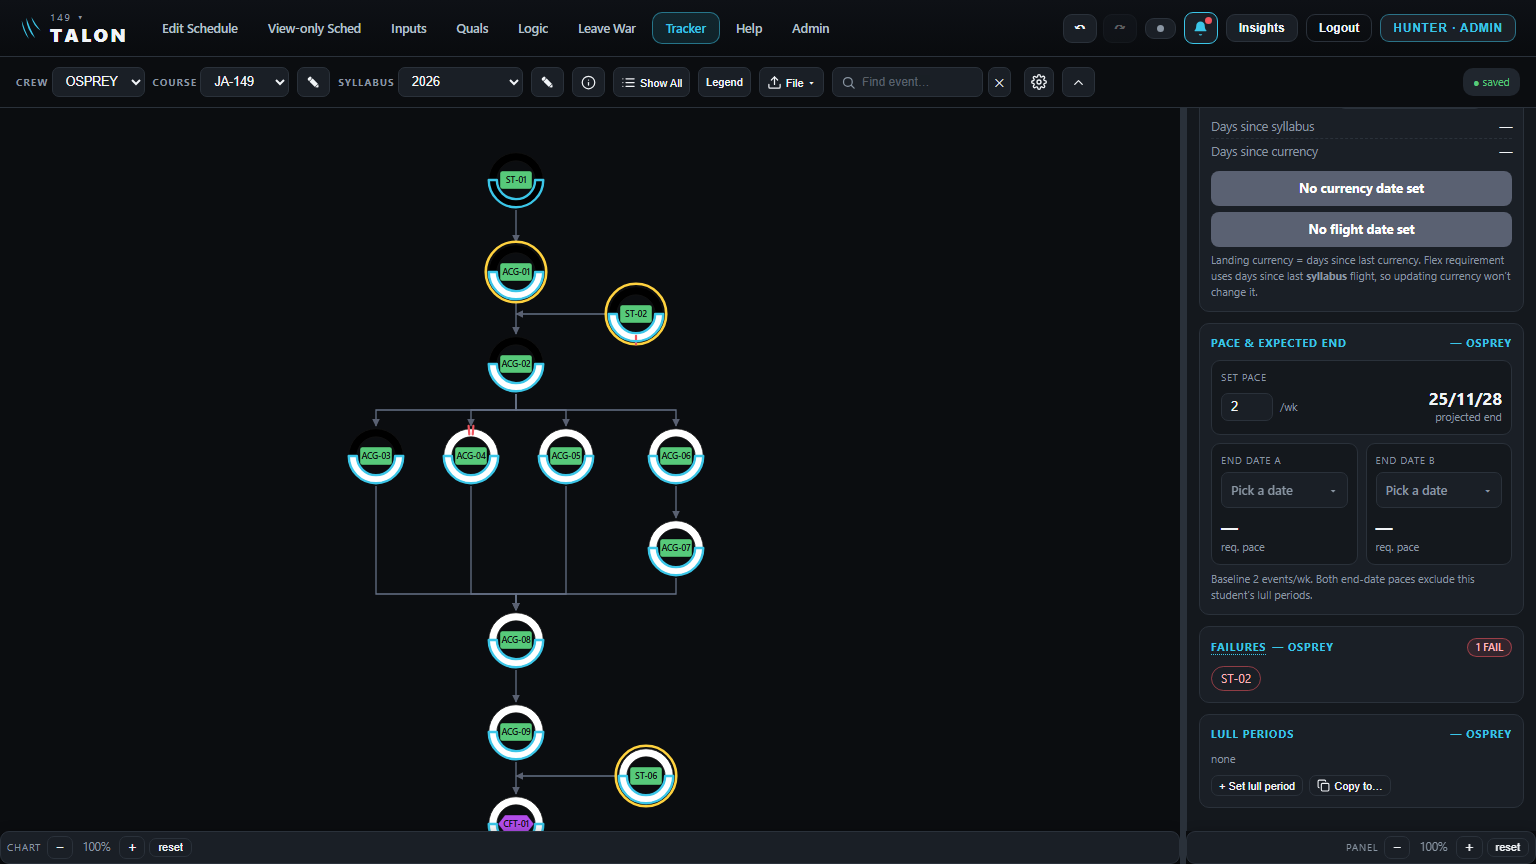 149
TALON
Edit Schedule
View-only Sched
Inputs
Quals
Logic
Leave War
Tracker
Help
Admin
Insights
Logout
HUNTER · ADMIN
CREW
OSPREY
COURSE
JA-149
SYLLABUS
2026
Show All
Legend
File
Find event...
saved
ST-01
ACG-01
ST-02
ACG-02
ACG-03
ACG-04
ACG-05
ACG-06
ACG-07
ACG-08
ACG-09
ST-06
CFT-01
Days since syllabus —
Days since currency —
No currency date set
No flight date set
Landing currency = days since last currency. Flex requirement
uses days since last syllabus flight, so updating currency won't
change it.
PACE & EXPECTED END — OSPREY
SET PACE
2 /wk
25/11/28
projected end
END DATE A
Pick a date
—
req. pace
END DATE B
Pick a date
—
req. pace
Baseline 2 events/wk. Both end-date paces exclude this
student's lull periods.
FAILURES — OSPREY 1 FAIL
ST-02
LULL PERIODS — OSPREY
none
+ Set lull period
Copy to...
CHART − 100% + reset
PANEL − 100% + reset